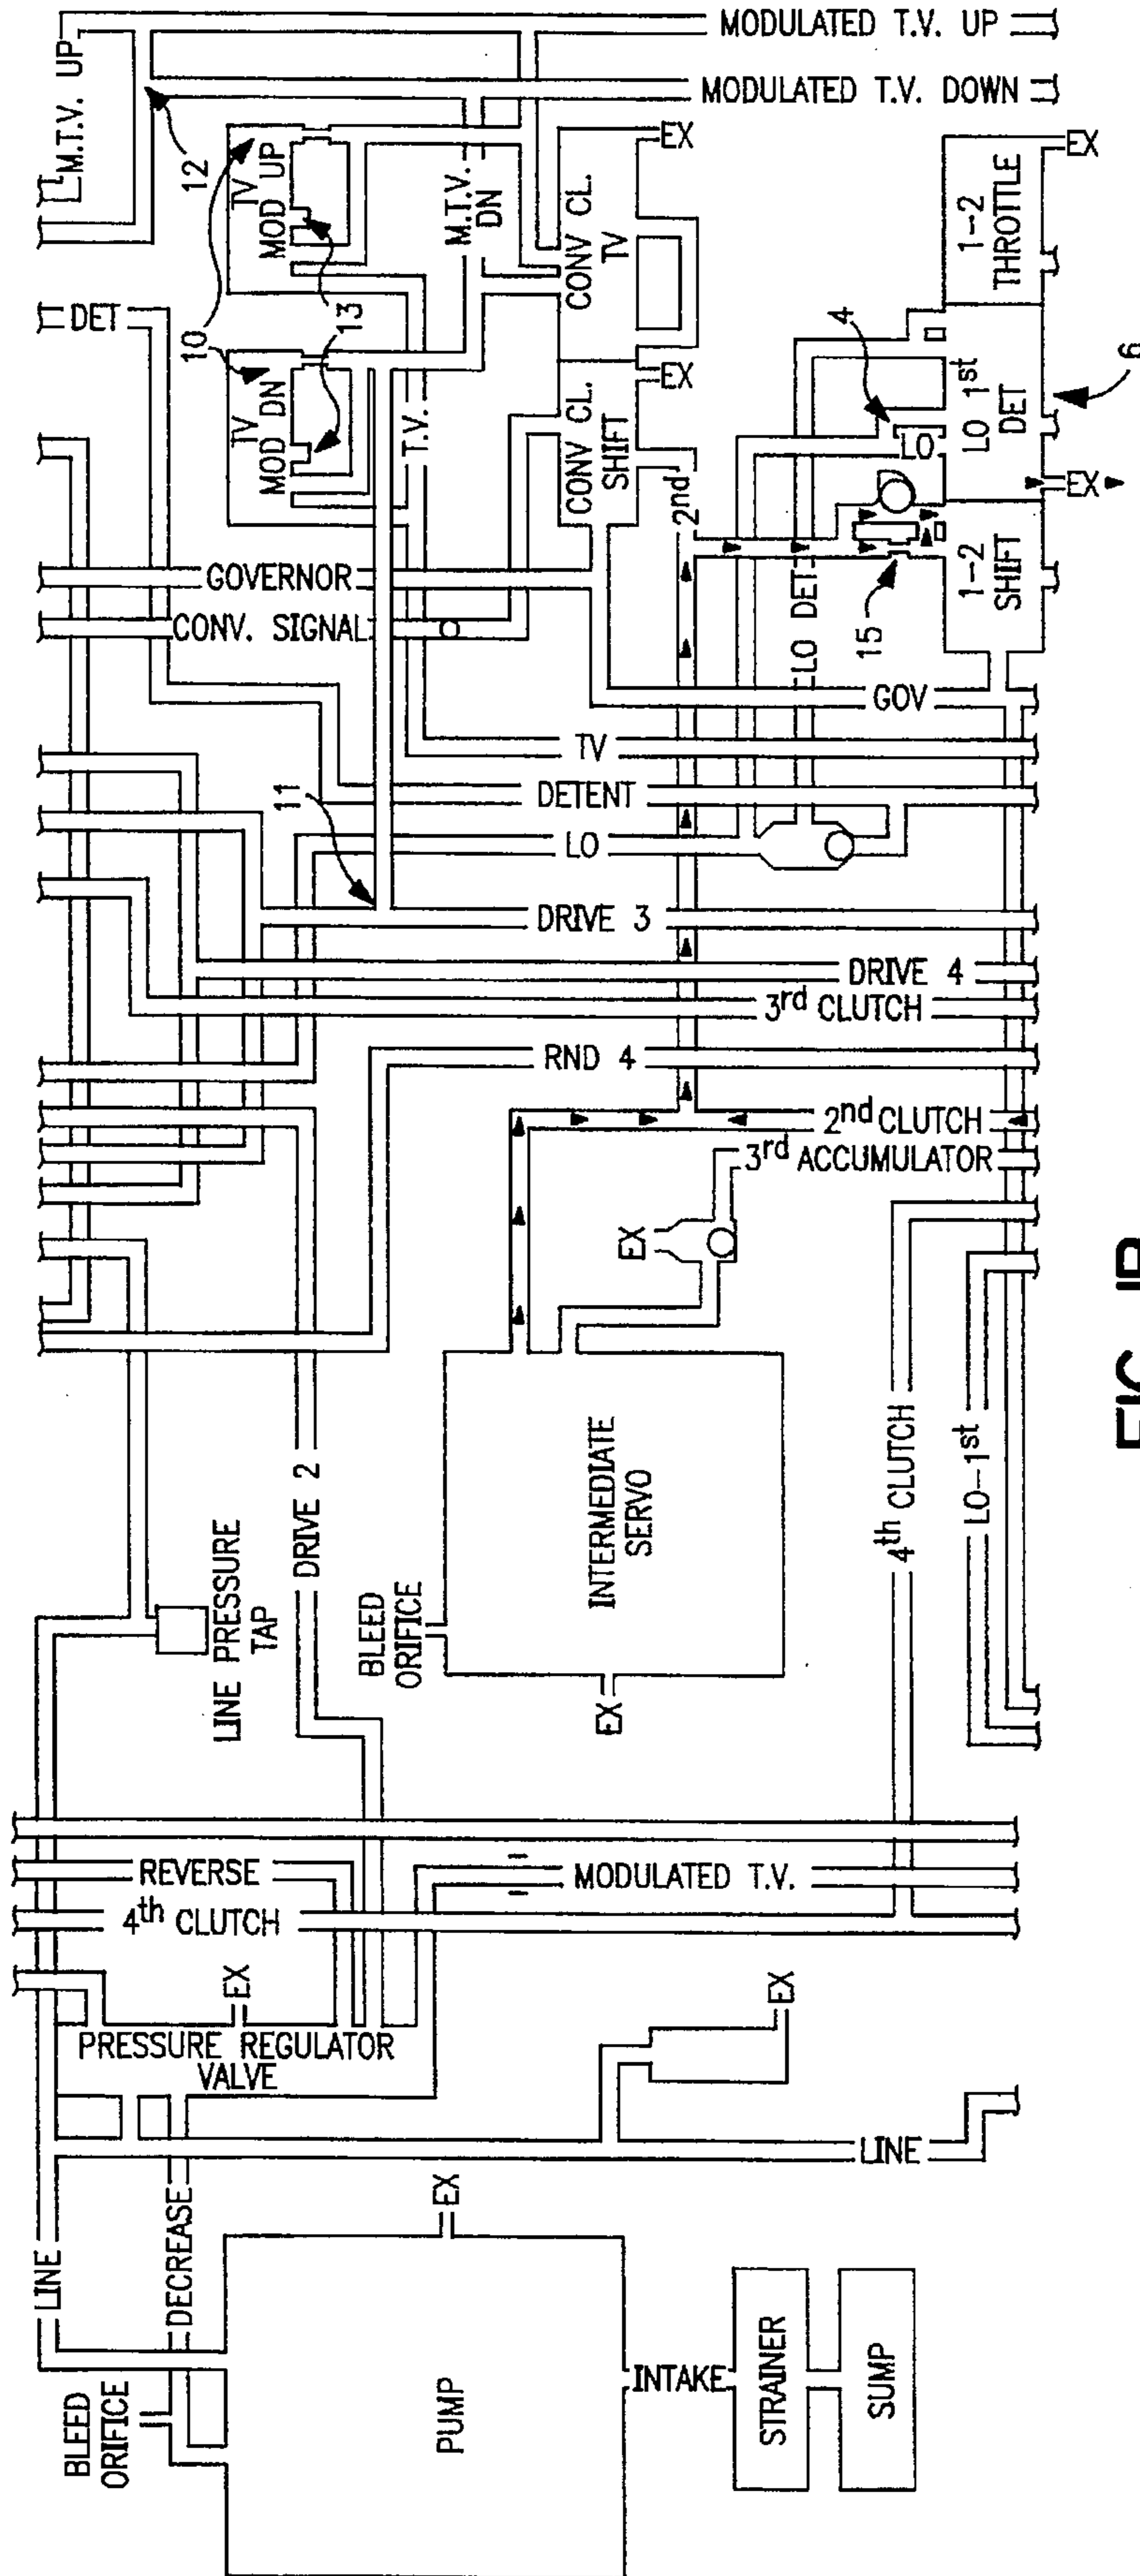 M.T.V. UP
MODULATED T.V. UP
MODULATED T.V. DOWN
12
10
13
TV
MOD UP
TV
MOD DN
M.T.V.
DN
T.V.
DET
GOVERNOR
CONV. SIGNAL
CONV CL.
TV
EX
CONV CL.
SHIFT
EX
2nd
1-2
THROTTLE
EX
4
LO
LO 1st
DET
6
EX
1-2
SHIFT
15
LO DET
GOV
TV
DETENT
LO
11
DRIVE 3
DRIVE 4
3rd CLUTCH
RND 4
2nd CLUTCH
3rd ACCUMULATOR
EX
INTERMEDIATE
SERVO
BLEED
ORIFICE
EX
DRIVE 2
LINE PRESSURE
TAP
4th CLUTCH
LO-1st
REVERSE
MODULATED T.V.
4th CLUTCH
EX
PRESSURE REGULATOR
VALVE
EX
LINE
LINE
DECREASE
BLEED
ORIFICE
EX
PUMP
INTAKE
STRAINER
SUMP